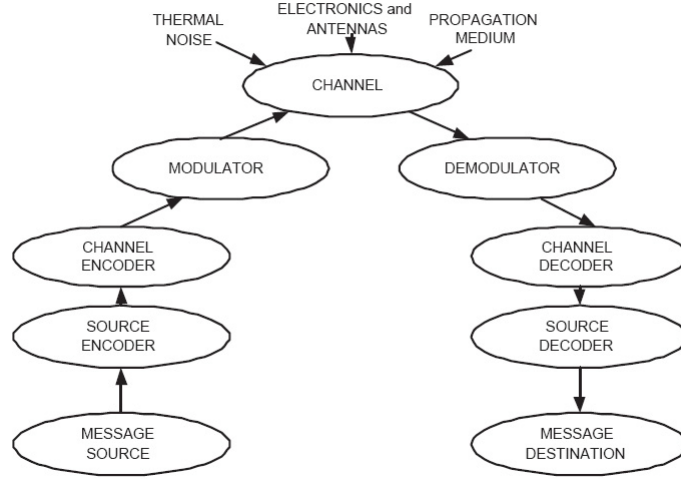 THERMAL
NOISE
ELECTRONICS and
ANTENNAS
PROPAGATION
MEDIUM
CHANNEL
MODULATOR
DEMODULATOR
CHANNEL
ENCODER
CHANNEL
DECODER
SOURCE
ENCODER
SOURCE
DECODER
MESSAGE
SOURCE
MESSAGE
DESTINATION